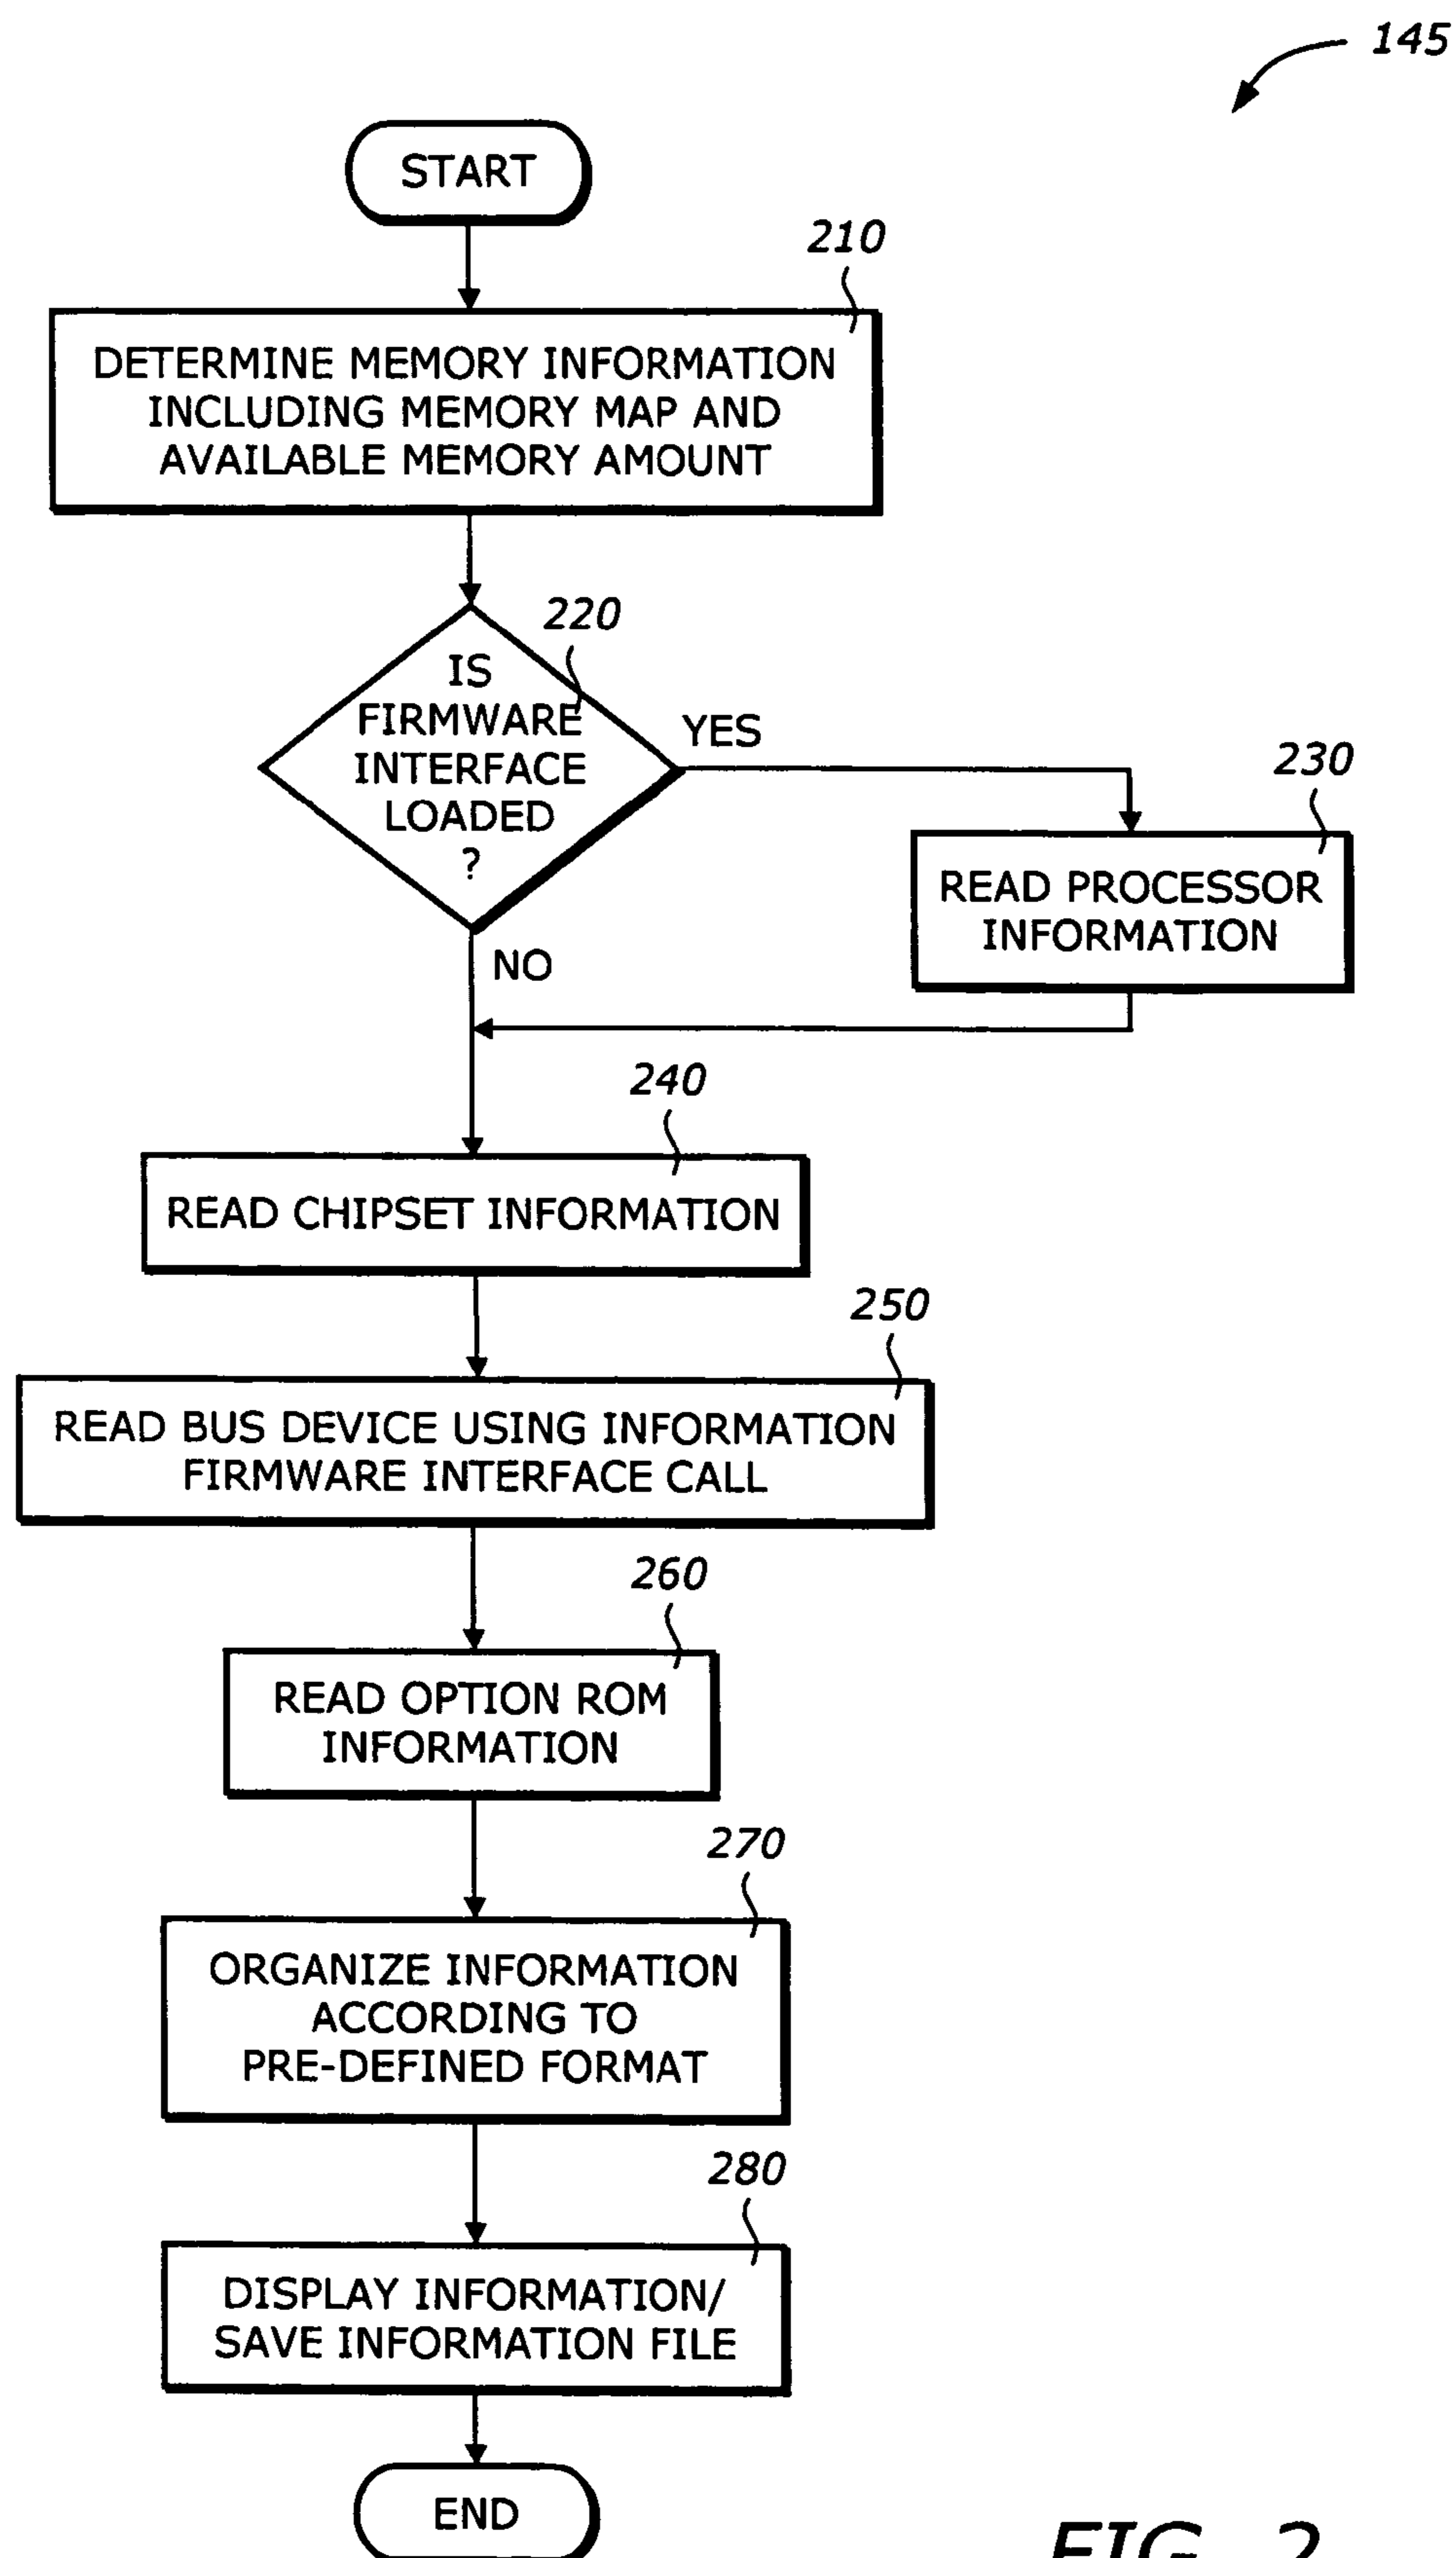 145
START
210
DETERMINE MEMORY INFORMATION
INCLUDING MEMORY MAP AND
AVAILABLE MEMORY AMOUNT
220
IS
FIRMWARE
INTERFACE
LOADED
?
YES
230
READ PROCESSOR
INFORMATION
NO
240
READ CHIPSET INFORMATION
250
READ BUS DEVICE USING INFORMATION
FIRMWARE INTERFACE CALL
260
READ OPTION ROM
INFORMATION
270
ORGANIZE INFORMATION
ACCORDING TO
PRE-DEFINED FORMAT
280
DISPLAY INFORMATION/
SAVE INFORMATION FILE
END
FIG. 2